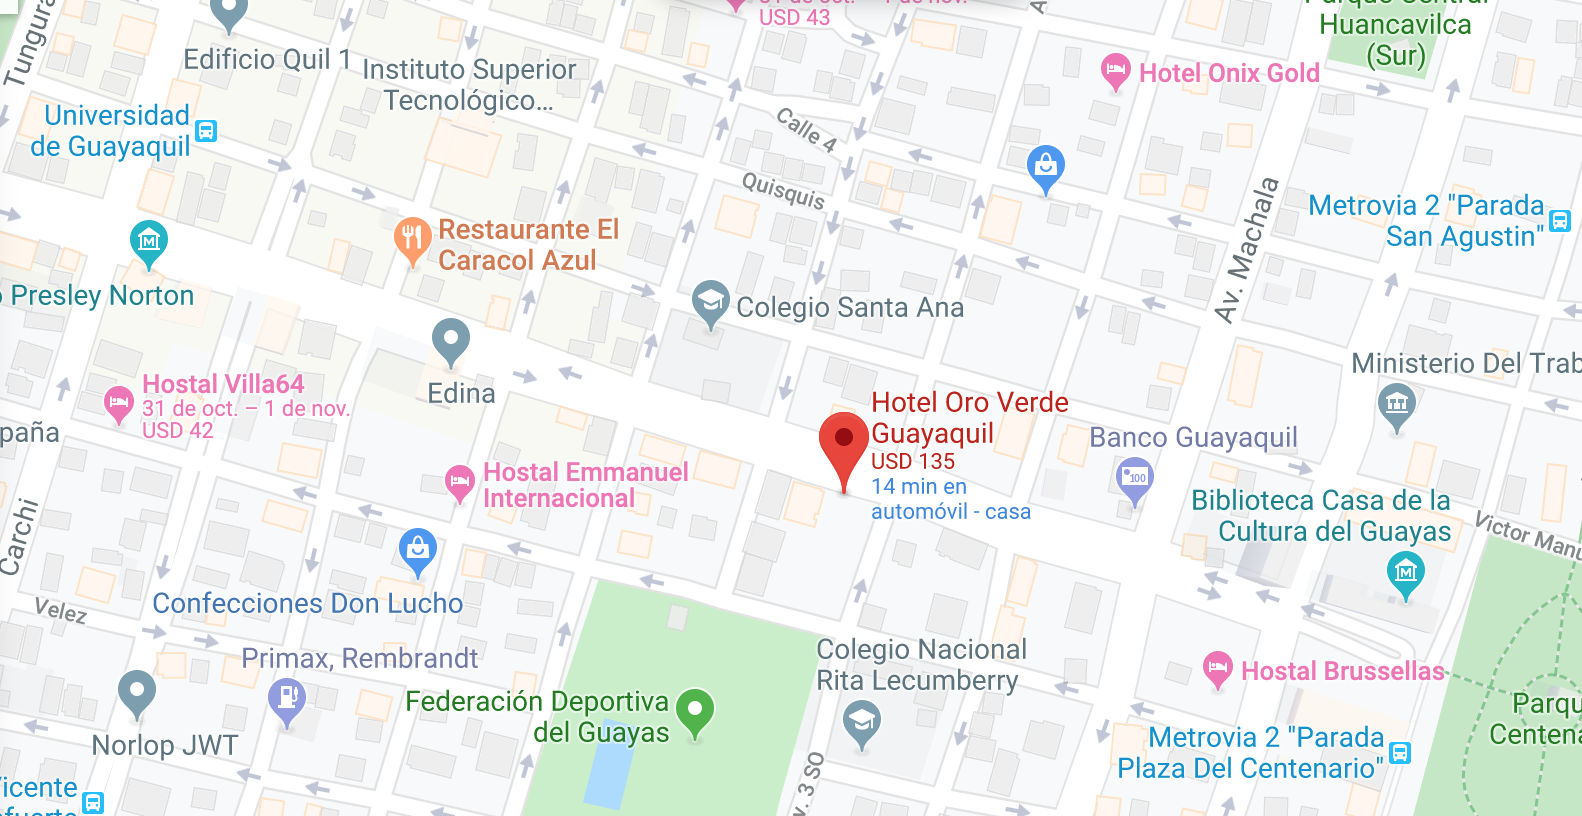 USD 43
Parque Central
Huancavilca
(Sur)
Edificio Quil 1
Instituto Superior
Tecnológico...
Hotel Onix Gold
Universidad
de Guayaquil
Calle 4
Quisquis
Av. Machala
Metrovia 2 "Parada
San Agustin"
Restaurante El
Caracol Azul
Presley Norton
Colegio Santa Ana
Edina
Ministerio Del Trab
Hostal Villa64
31 de oct. – 1 de nov.
USD 42
paña
Hotel Oro Verde
Guayaquil
USD 135
14 min en
automóvil - casa
Banco Guayaquil
100
Hostal Emmanuel
Internacional
Biblioteca Casa de la
Cultura del Guayas
Victor Manu
Carchi
Confecciones Don Lucho
Velez
Primax, Rembrandt
Colegio Nacional
Rita Lecumberry
Hostal Brussellas
Federación Deportiva
del Guayas
Parqu
Centena
Norlop JWT
Metrovia 2 "Parada
Plaza Del Centenario"
v. 3 SO
Vicente
Tungura